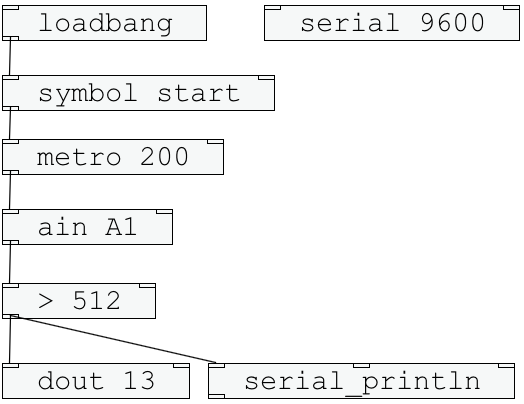 loadbang
serial 9600
symbol start
metro 200
ain A1
> 512
dout 13
serial_println